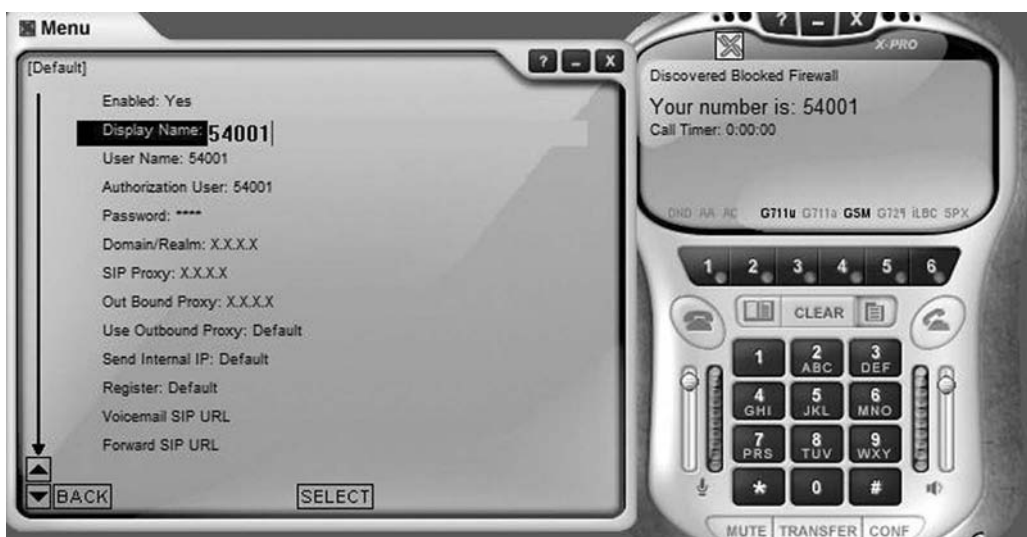 Menu
? – X
[Default]
Enabled: Yes
Display Name: 54001
User Name: 54001
Authorization User: 54001
Password: ****
Domain/Realm: X.X.X.X
SIP Proxy: X.X.X.X
Out Bound Proxy: X.X.X.X
Use Outbound Proxy: Default
Send Internal IP: Default
Register: Default
Voicemail SIP URL
Forward SIP URL
BACK
SELECT
? – X
X-PRO
Discovered Blocked Firewall
Your number is: 54001
Call Timer: 0:00:00
DND AA AC G711u G711a GSM G729 iLBC SPX
1 2 3 4 5 6
CLEAR
1 2 3
ABC DEF
4 5 6
GHI JKL MNO
7 8 9
PRS TUV WXY
* 0 #
MUTE TRANSFER CONF